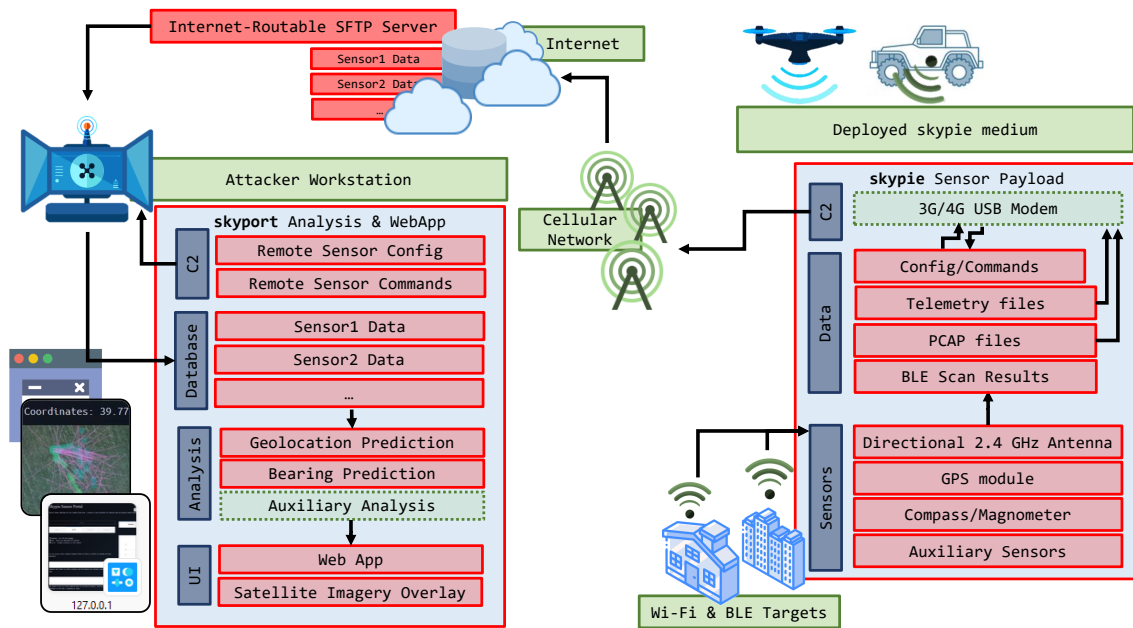 Internet-Routable SFTP Server
Internet
Sensor1 Data
Sensor2 Data
…
Deployed skypie medium
Attacker Workstation
skyport Analysis & WebApp
C2
Remote Sensor Config
Remote Sensor Commands
Database
Sensor1 Data
Sensor2 Data
…
Analysis
Geolocation Prediction
Bearing Prediction
Auxiliary Analysis
UI
Web App
Satellite Imagery Overlay
Coordinates: 39.77
127.0.0.1
Cellular
Network
skypie Sensor Payload
C2
3G/4G USB Modem
Data
Config/Commands
Telemetry files
PCAP files
BLE Scan Results
Sensors
Directional 2.4 GHz Antenna
GPS module
Compass/Magnometer
Auxiliary Sensors
Wi-Fi & BLE Targets